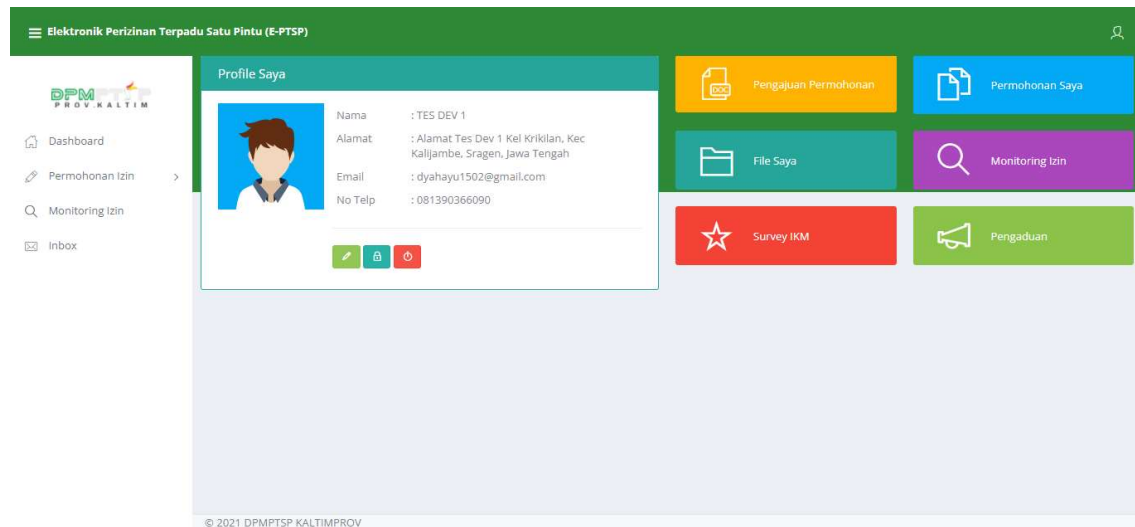 Elektronik Perizinan Terpadu Satu Pintu (E-PTSP)
DPMPTSP
PROV.KALTIM
Dashboard
Permohonan Izin
Monitoring Izin
Inbox
Profile Saya
Nama : TES DEV 1
Alamat : Alamat Tes Dev 1 Kel Krikilan, Kec
Kalijambe, Sragen, Jawa Tengah
Email : dyahayu1502@gmail.com
No Telp : 081390366090
DOC
Pengajuan Permohonan
Permohonan Saya
File Saya
Monitoring Izin
Survey IKM
Pengaduan
© 2021 DPMPTSP KALTIMPROV